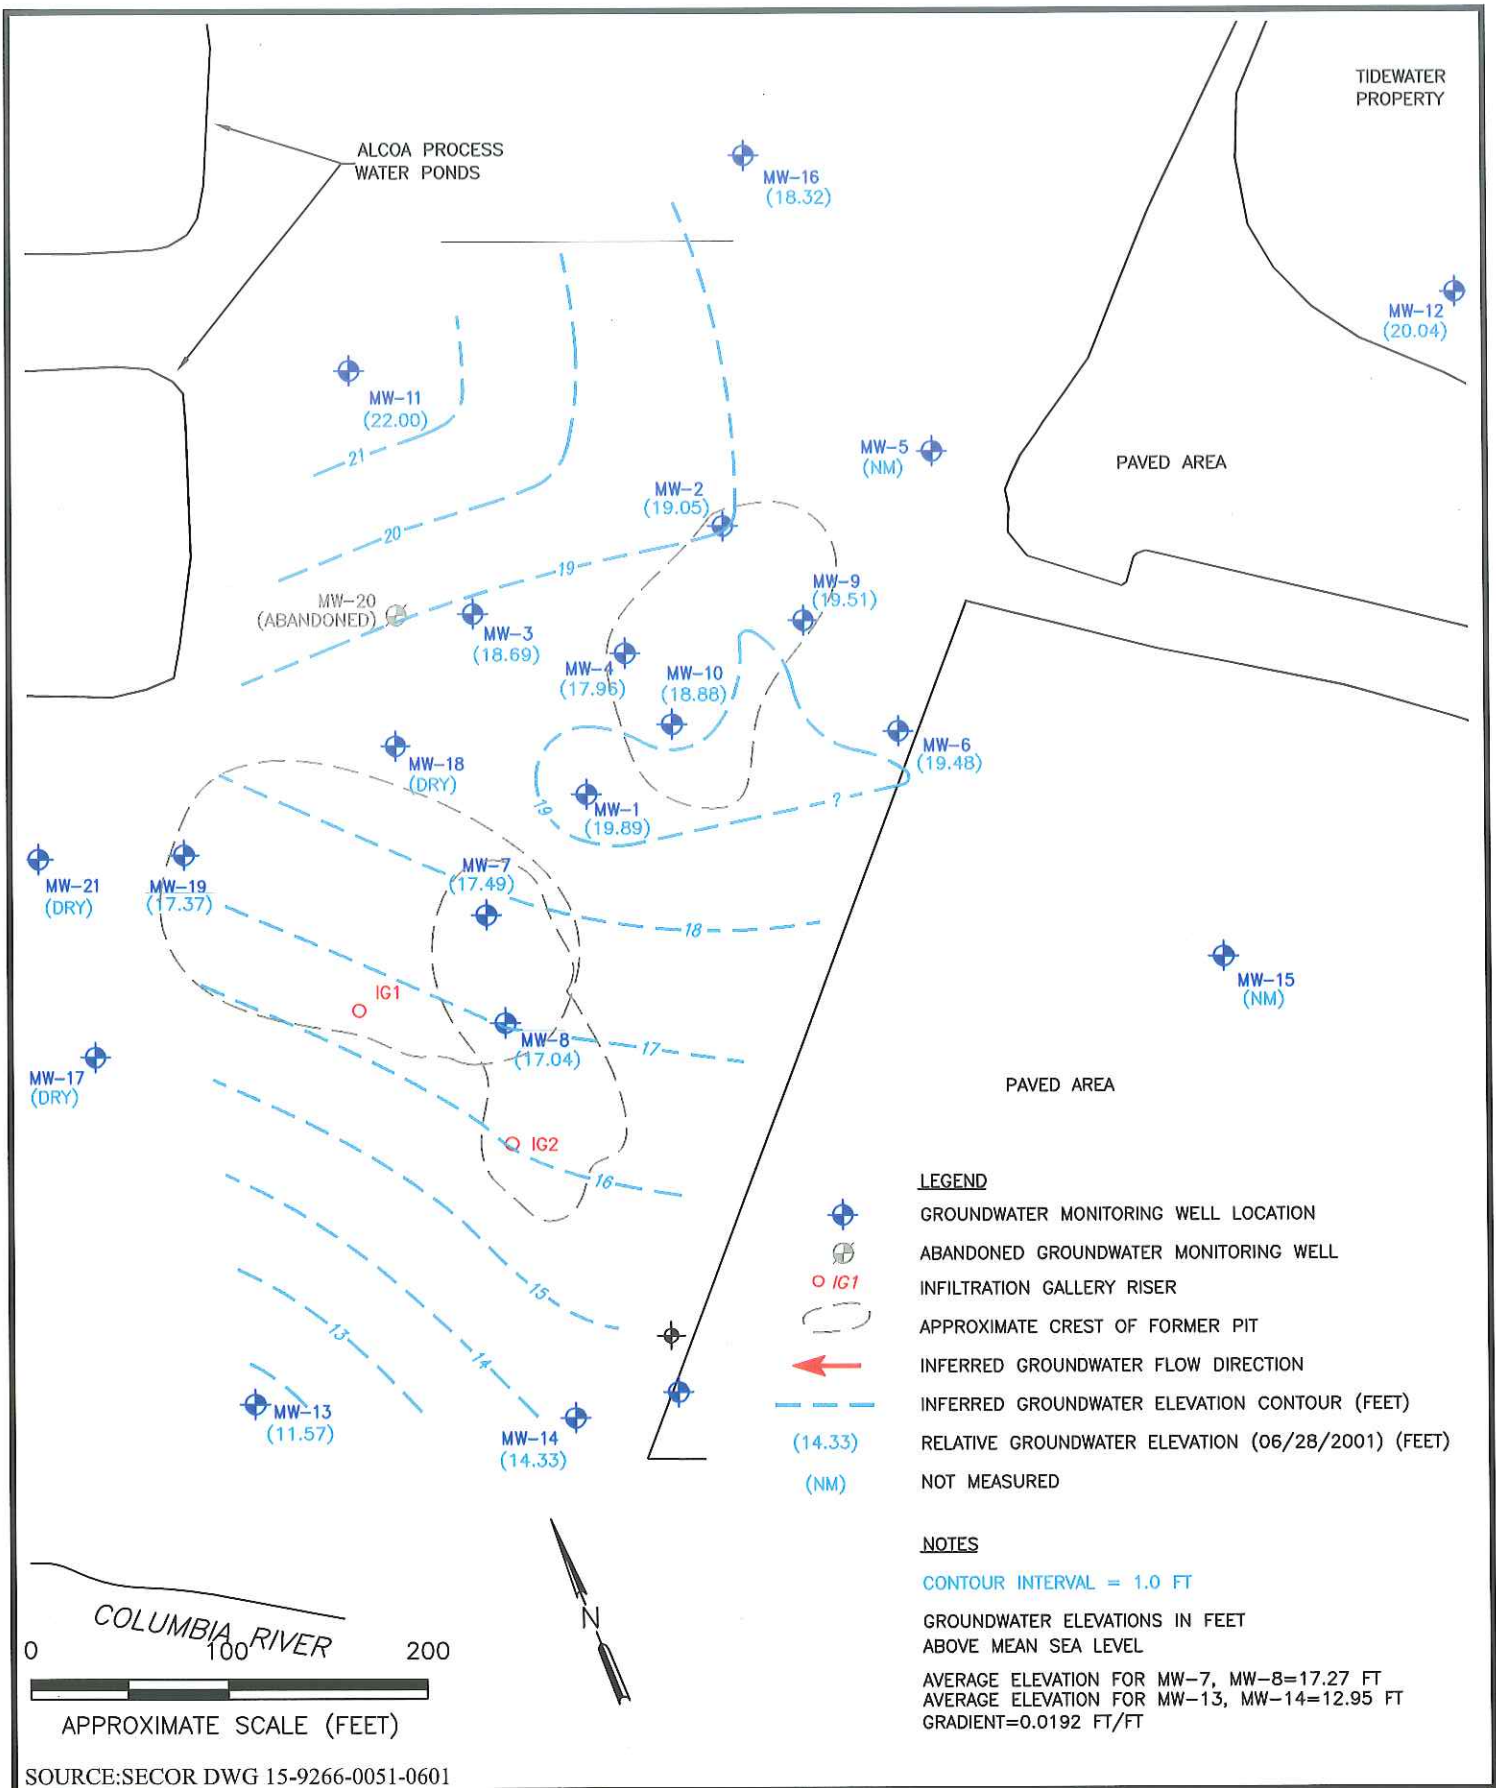 TIDEWATER
PROPERTY
ALCOA PROCESS
WATER PONDS
MW-16
(18.32)
MW-12
(20.04)
MW-11
(22.00)
21
MW-5
(NM)
PAVED AREA
MW-2
(19.05)
20
19
MW-9
(19.51)
MW-20
(ABANDONED)
MW-3
(18.69)
MW-4
(17.96)
MW-10
(18.88)
MW-6
(19.48)
MW-18
(DRY)
19
MW-1
(19.89)
?
MW-7
(17.49)
MW-21
(DRY)
MW-19
(17.37)
18
MW-15
(NM)
IG1
MW-8
(17.04)
17
MW-17
(DRY)
PAVED AREA
IG2
16
15
13
14
MW-13
(11.57)
MW-14
(14.33)
LEGEND
GROUNDWATER MONITORING WELL LOCATION
ABANDONED GROUNDWATER MONITORING WELL
IG1 INFILTRATION GALLERY RISER
APPROXIMATE CREST OF FORMER PIT
INFERRED GROUNDWATER FLOW DIRECTION
INFERRED GROUNDWATER ELEVATION CONTOUR (FEET)
(14.33) RELATIVE GROUNDWATER ELEVATION (06/28/2001) (FEET)
(NM) NOT MEASURED
NOTES
CONTOUR INTERVAL = 1.0 FT
GROUNDWATER ELEVATIONS IN FEET
ABOVE MEAN SEA LEVEL
AVERAGE ELEVATION FOR MW-7, MW-8=17.27 FT
AVERAGE ELEVATION FOR MW-13, MW-14=12.95 FT
GRADIENT=0.0192 FT/FT
N
COLUMBIA RIVER
0 100 200
APPROXIMATE SCALE (FEET)
SOURCE:SECOR DWG 15-9266-0051-0601